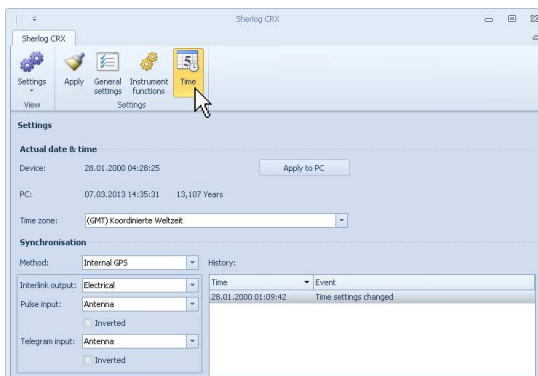 Sherlog CRX
Sherlog CRX
Settings
Apply
General settings
Instrument functions
Time
View
Settings
Settings
Actual date & time
Device: 28.01.2000 04:28:25 Apply to PC
PC: 07.03.2013 14:35:31 13,107 Years
Time zone: (GMT) Koordinierte Weltzeit
Synchronisation
Method: Internal GPS
History:
Interlink output: Electrical
Pulse input: Antenna
Inverted
Telegram input: Antenna
Inverted
Time Event
28.01.2000 01:09:42 Time settings changed